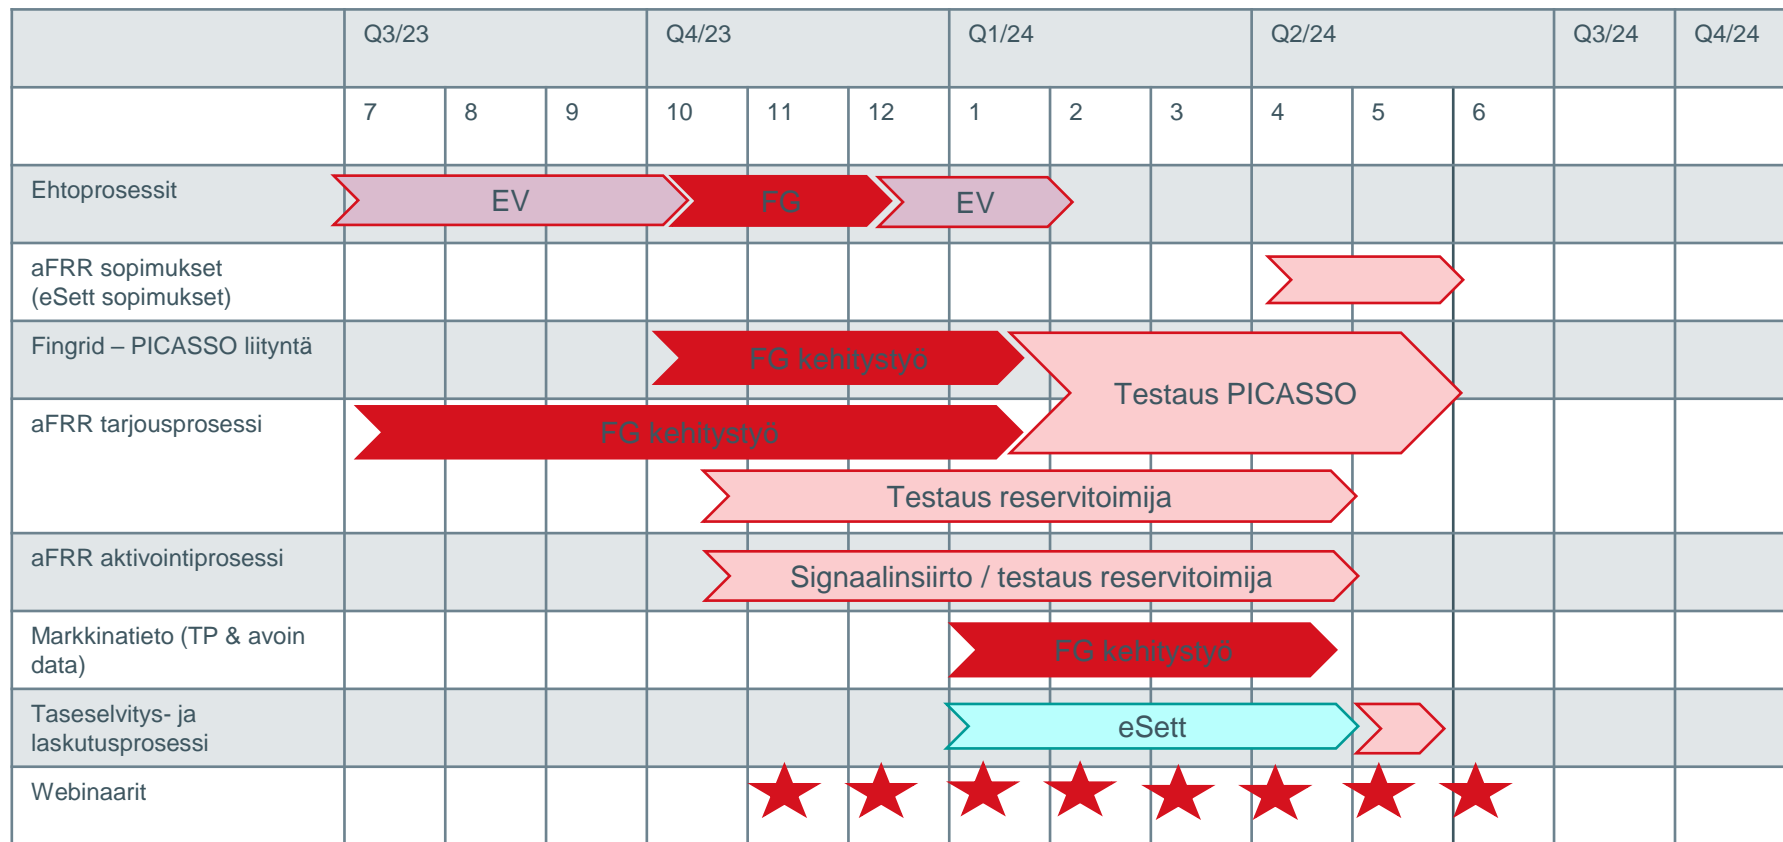 Q3/23 Q4/23 Q1/24 Q2/24 Q3/24 Q4/24
7 8 9 10 11 12 1 2 3 4 5 6
Ehtoprosessit
EV FG EV
aFRR sopimukset
(eSett sopimukset)
Fingrid – PICASSO liityntä
FG kehitystyö
Testaus PICASSO
aFRR tarjousprosessi
FG kehitystyö
Testaus reservitoimija
aFRR aktivointiprosessi
Signaalinsiirto / testaus reservitoimija
Markkinatieto (TP & avoin
data)
FG kehitystyö
Taseselvitys- ja
laskutusprosessi
eSett
Webinaarit